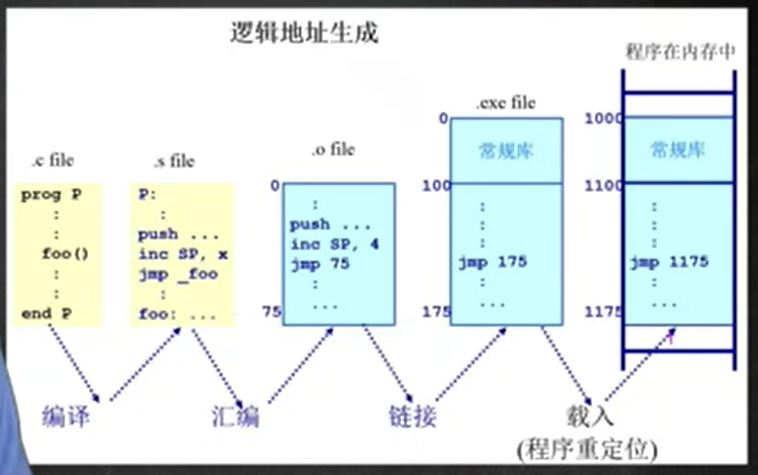 逻辑地址生成
程序在内存中
.c file
prog P
:
:
foo()
:
:
end P
.s file
P:
:
push ...
inc SP, x
jmp _foo
:
foo: ...
.o file
0
:
push ...
inc SP, 4
jmp 75
:
...
75
.exe file
0
常规库
100
:
:
:
jmp 175
:
...
175
1000
常规库
1100
:
:
:
jmp 1175
:
...
1175
编译
汇编
链接
载入
(程序重定位)